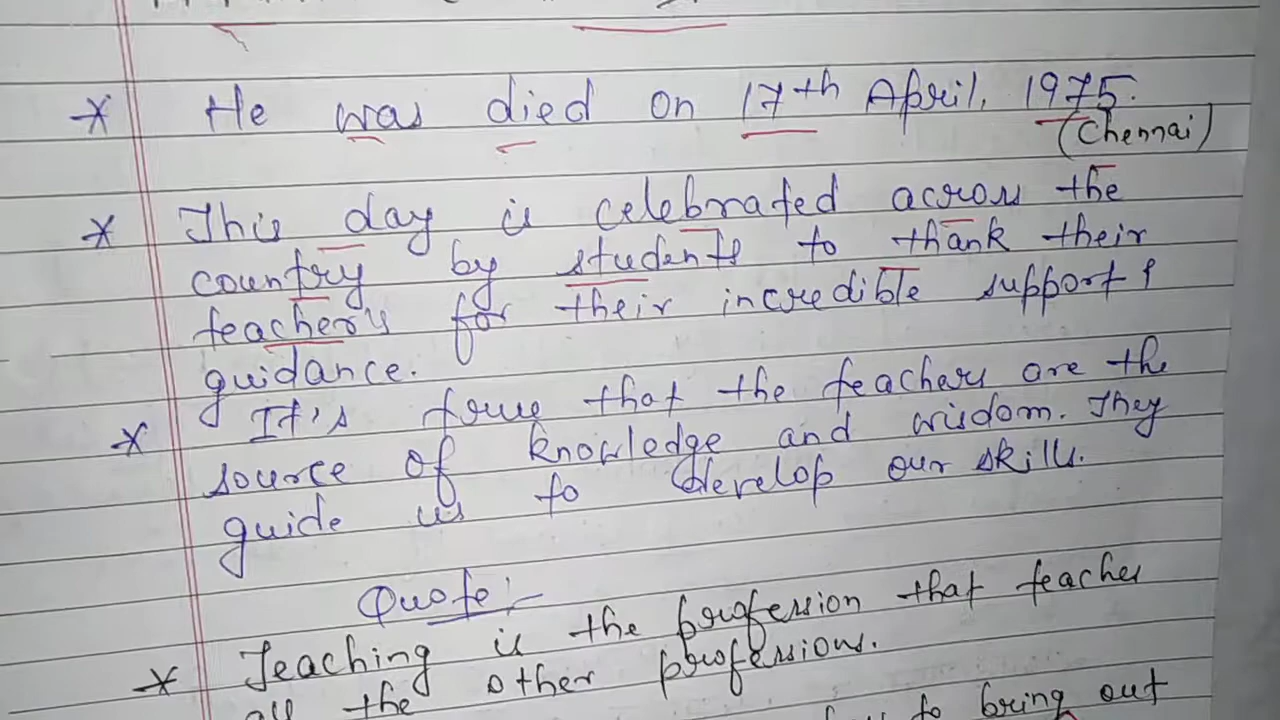 * He was died on 17th April, 1975.
(Chennai)
* This day is celebrated across the
country by students to thank their
teacher's for their incredible support &
guidance.
* It's true that the teachers are the
source of knowledge and wisdom. They
guide us to develop our skills.
Quote :-
* Teaching is the profession that teaches
all the other professions.
to bring out